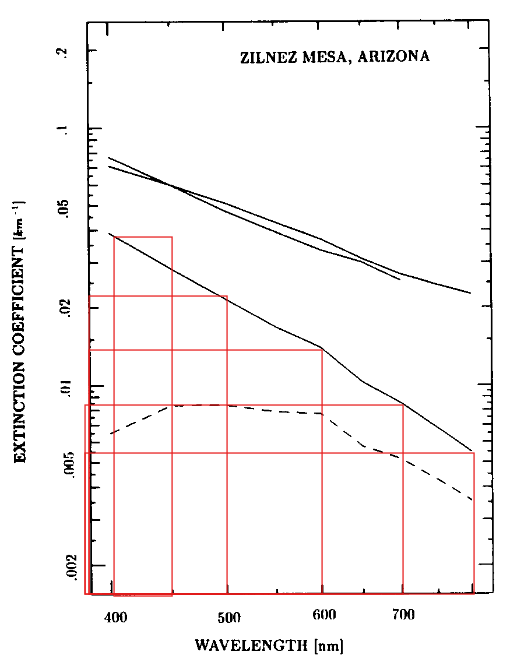 ZILNEZ MESA, ARIZONA
.2
.1
.05
.02
.01
.005
.002
EXTINCTION COEFFICIENT [km⁻¹]
400 500 600 700
WAVELENGTH [nm]